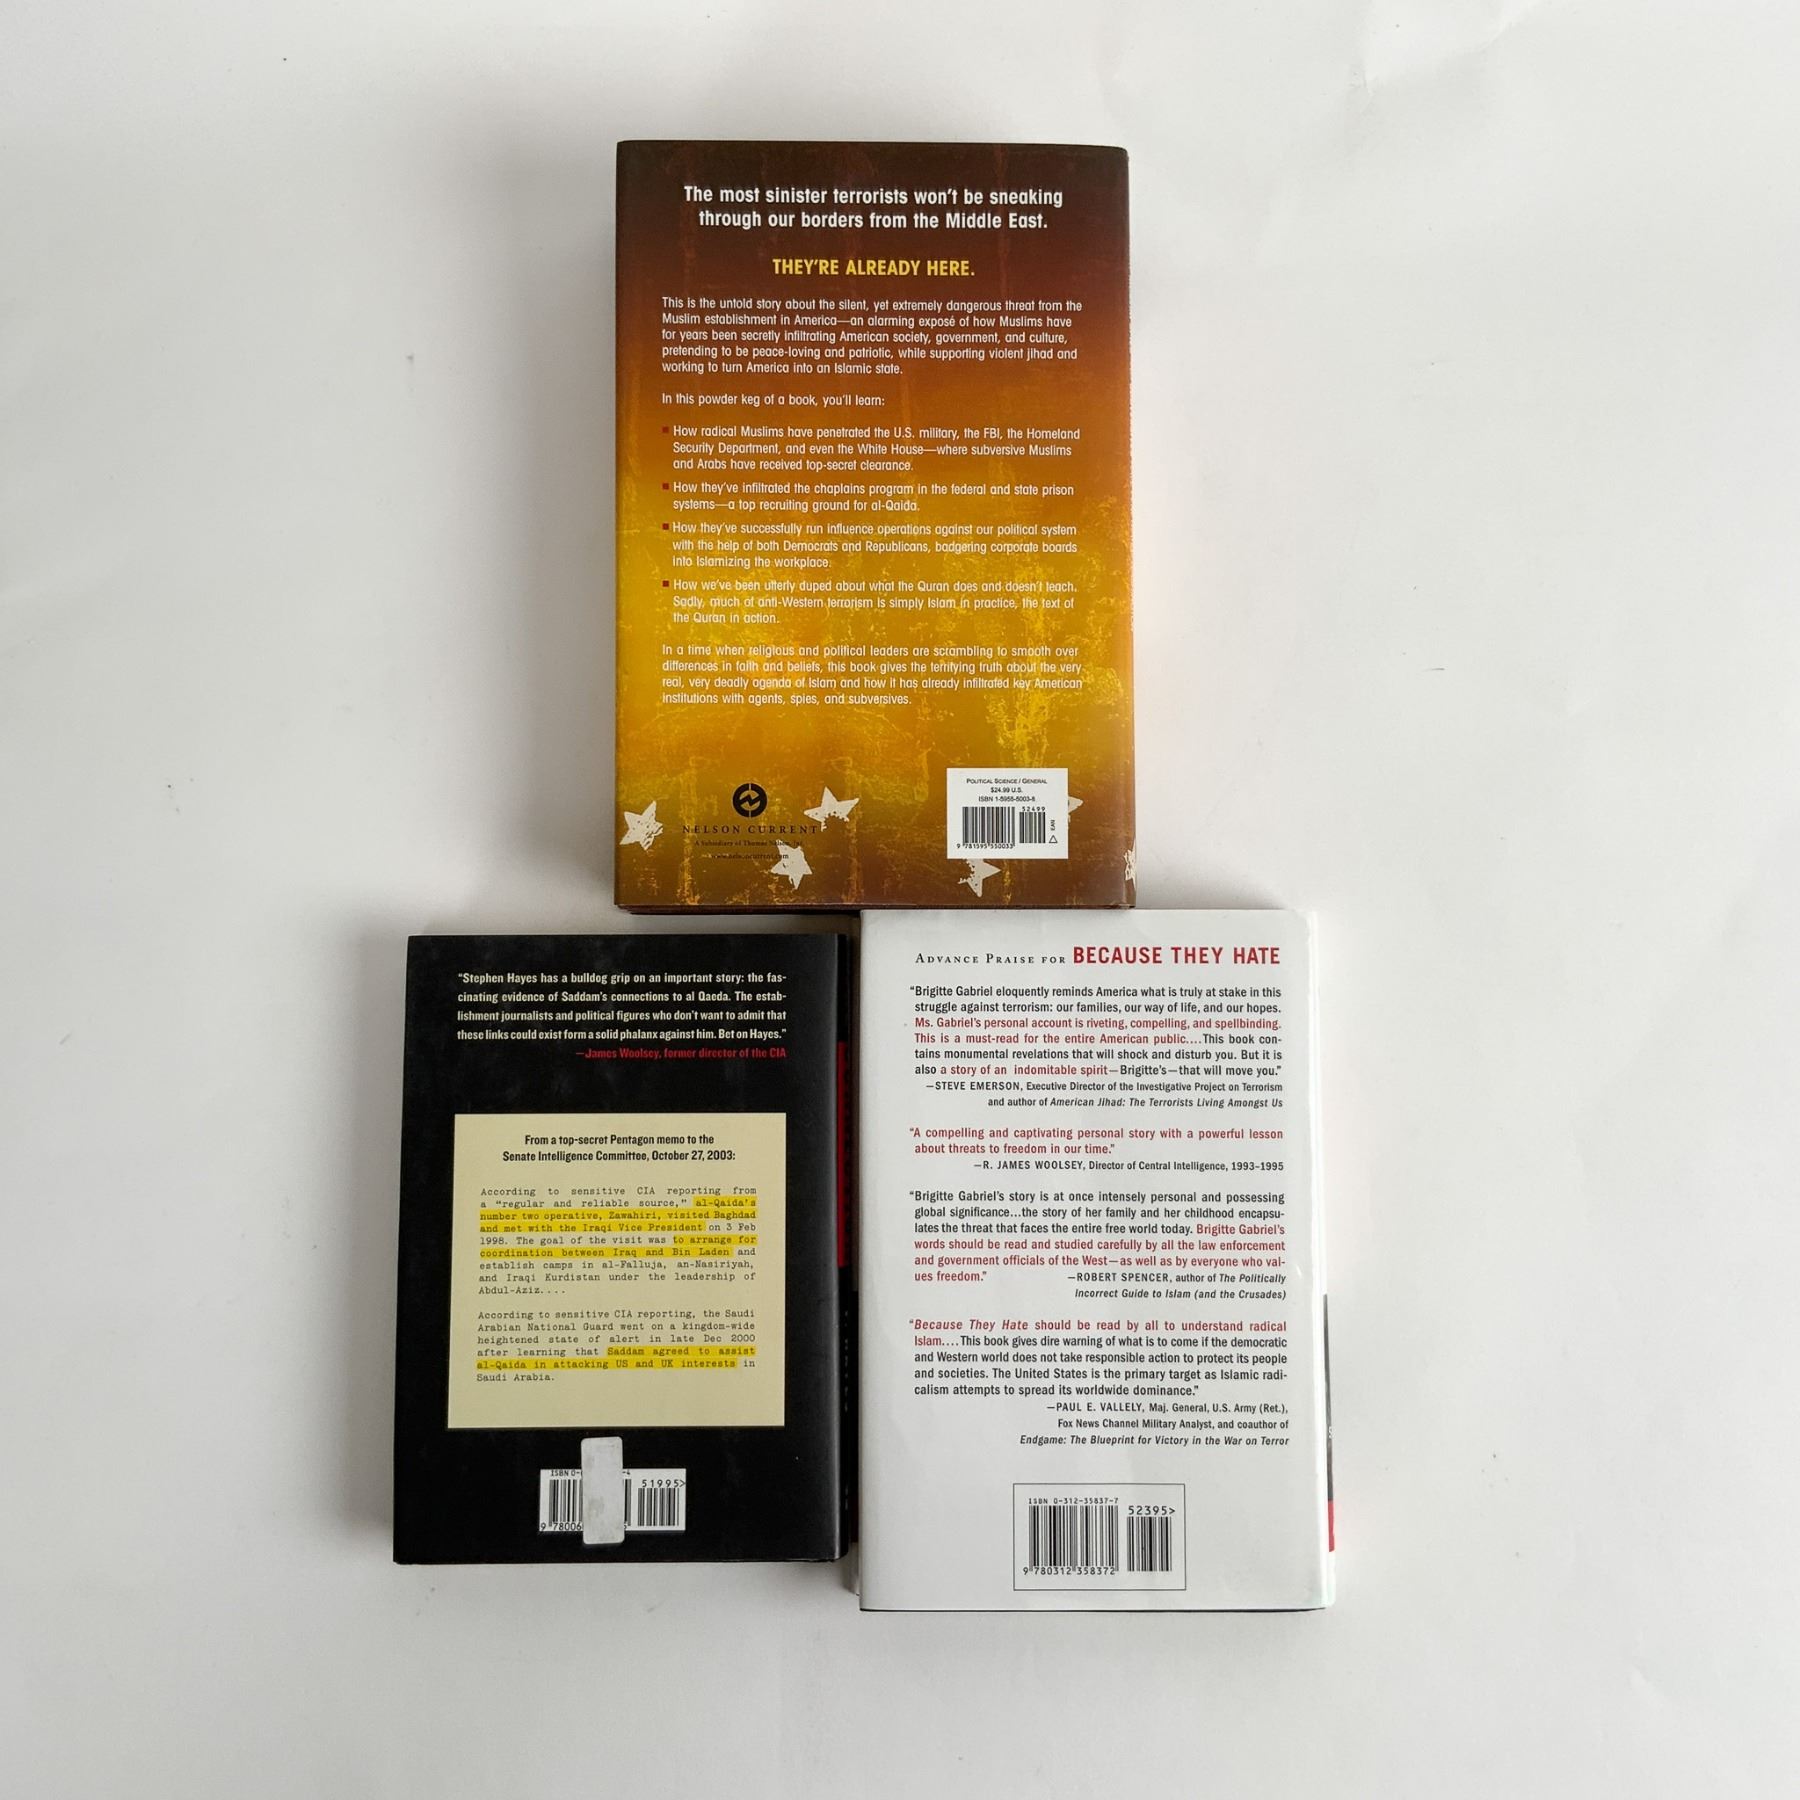 The most sinister terrorists won't be sneaking
through our borders from the Middle East.
THEY'RE ALREADY HERE.
This is the untold story about the silent, yet extremely dangerous threat from the
Muslim establishment in America—an alarming exposé of how Muslims have
for years been secretly infiltrating American society, government, and culture,
pretending to be peace-loving and patriotic, while supporting violent jihad and
working to turn America into an Islamic state.
In this powder keg of a book, you'll learn:
How radical Muslims have penetrated the U.S. military, the FBI, the Homeland
Security Department, and even the White House—where subversive Muslims
and Arabs have received top-secret clearance.
How they've infiltrated the chaplains program in the federal and state prison
systems—a top recruiting ground for al-Qaida.
How they've successfully run influence operations against our political system
with the help of both Democrats and Republicans, badgering corporate boards
into Islamizing the workplace.
How we've been utterly duped about what the Quran does and doesn't teach.
Sadly, much of anti-Western terrorism is simply Islam in practice, the text of
the Quran in action.
In a time when religious and political leaders are scrambling to smooth over
differences in faith and beliefs, this book gives the terrifying truth about the very
real, very deadly agenda of Islam and how it has already infiltrated key American
institutions with agents, spies, and subversives.
NELSON CURRENT
A Subsidiary of Thomas Nelson, Inc.
www.nelsoncurrent.com
POLITICAL SCIENCE / GENERAL
$24.99 U.S.
ISBN 1-5955-5003-8
52499
EAN
9 781595 550033
"Stephen Hayes has a bulldog grip on an important story: the fas-
cinating evidence of Saddam's connections to al Qaeda. The estab-
lishment journalists and political figures who don't want to admit that
these links could exist form a solid phalanx against him. Bet on Hayes."
—James Woolsey, former director of the CIA
From a top-secret Pentagon memo to the
Senate Intelligence Committee, October 27, 2003:
According to sensitive CIA reporting from
a "regular and reliable source," al-Qaida's
number two operative, Zawahiri, visited Baghdad
and met with the Iraqi Vice President on 3 Feb
1998. The goal of the visit was to arrange for
coordination between Iraq and Bin Laden and
establish camps in al-Falluja, an-Nasiriyah,
and Iraqi Kurdistan under the leadership of
Abdul-Aziz....
According to sensitive CIA reporting, the Saudi
Arabian National Guard went on a kingdom-wide
heightened state of alert in late Dec 2000
after learning that Saddam agreed to assist
al-Qaida in attacking US and UK interests in
Saudi Arabia.
ISBN 0- -4
51995>
9 78006
ADVANCE PRAISE FOR BECAUSE THEY HATE
"Brigitte Gabriel eloquently reminds America what is truly at stake in this
struggle against terrorism: our families, our way of life, and our hopes.
Ms. Gabriel's personal account is riveting, compelling, and spellbinding.
This is a must-read for the entire American public....This book con-
tains monumental revelations that will shock and disturb you. But it is
also a story of an indomitable spirit—Brigitte's—that will move you."
—STEVE EMERSON, Executive Director of the Investigative Project on Terrorism
and author of American Jihad: The Terrorists Living Amongst Us
"A compelling and captivating personal story with a powerful lesson
about threats to freedom in our time."
—R. JAMES WOOLSEY, Director of Central Intelligence, 1993–1995
"Brigitte Gabriel's story is at once intensely personal and possessing
global significance...the story of her family and her childhood encapsu-
lates the threat that faces the entire free world today. Brigitte Gabriel's
words should be read and studied carefully by all the law enforcement
and government officials of the West—as well as by everyone who val-
ues freedom." —ROBERT SPENCER, author of The Politically
Incorrect Guide to Islam (and the Crusades)
"Because They Hate should be read by all to understand radical
Islam....This book gives dire warning of what is to come if the democratic
and Western world does not take responsible action to protect its people
and societies. The United States is the primary target as Islamic radi-
calism attempts to spread its worldwide dominance."
—PAUL E. VALLELY, Maj. General, U.S. Army (Ret.),
Fox News Channel Military Analyst, and coauthor of
Endgame: The Blueprint for Victory in the War on Terror
ISBN 0-312-35837-7
52395>
9 780312 358372